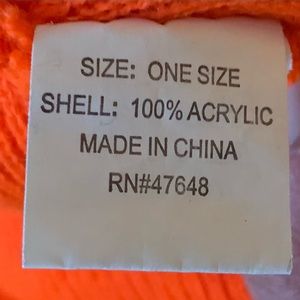 SIZE: ONE SIZE
SHELL: 100% ACRYLIC
MADE IN CHINA
RN#47648